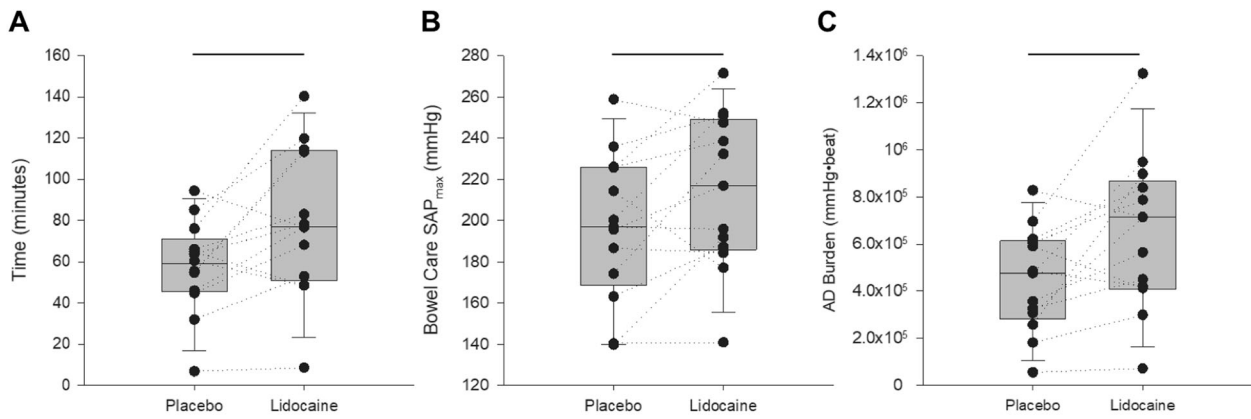 A
Time (minutes)
160
140
120
100
80
60
40
20
0
Placebo
Lidocaine
B
Bowel Care SAPmax (mmHg)
280
260
240
220
200
180
160
140
120
Placebo
Lidocaine
C
AD Burden (mmHg•beat)
1.4x10⁶
1.2x10⁶
10⁶
8.0x10⁵
6.0x10⁵
4.0x10⁵
2.0x10⁵
0
Placebo
Lidocaine